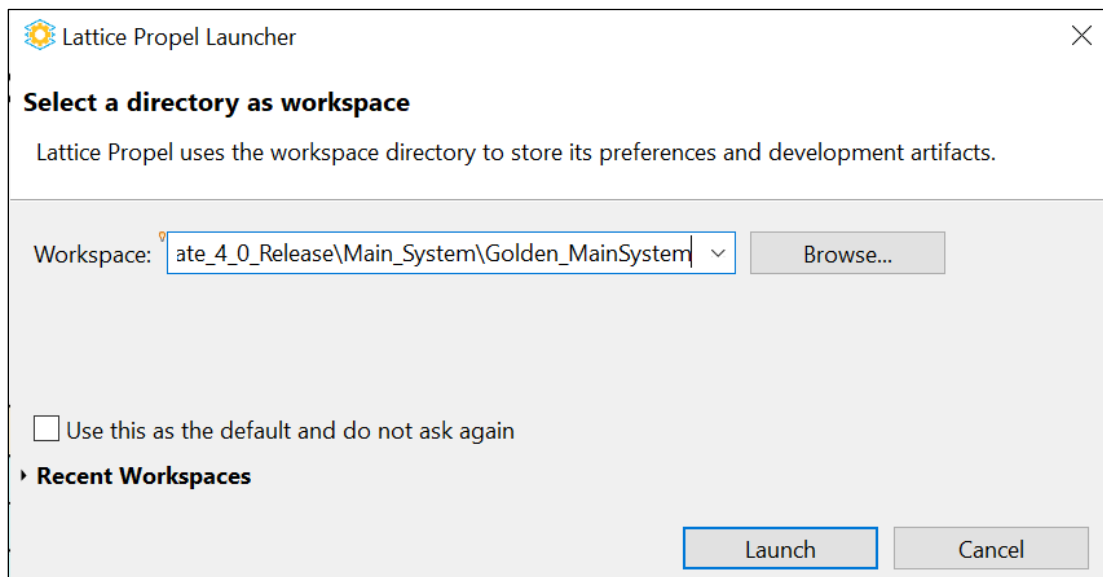 Lattice Propel Launcher
Select a directory as workspace
Lattice Propel uses the workspace directory to store its preferences and development artifacts.
Workspace: ate_4_0_Release\Main_System\Golden_MainSystem Browse...
Use this as the default and do not ask again
Recent Workspaces
Launch Cancel